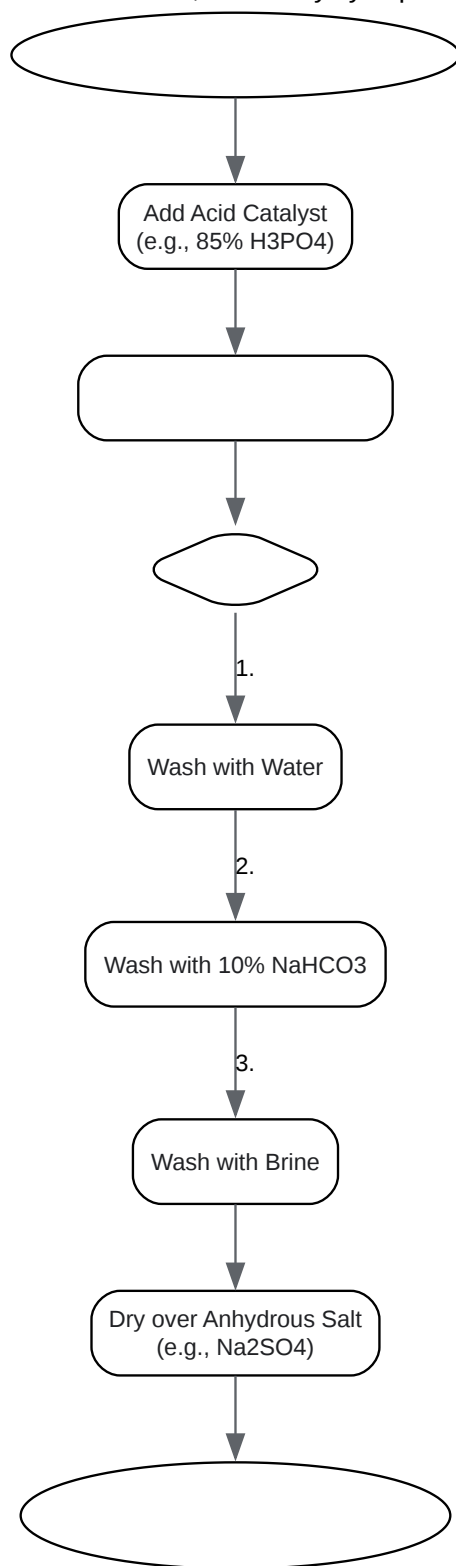 Add Acid Catalyst
(e.g., 85% H3PO4)
1.
Wash with Water
2.
Wash with 10% NaHCO3
3.
Wash with Brine
Dry over Anhydrous Salt
(e.g., Na2SO4)